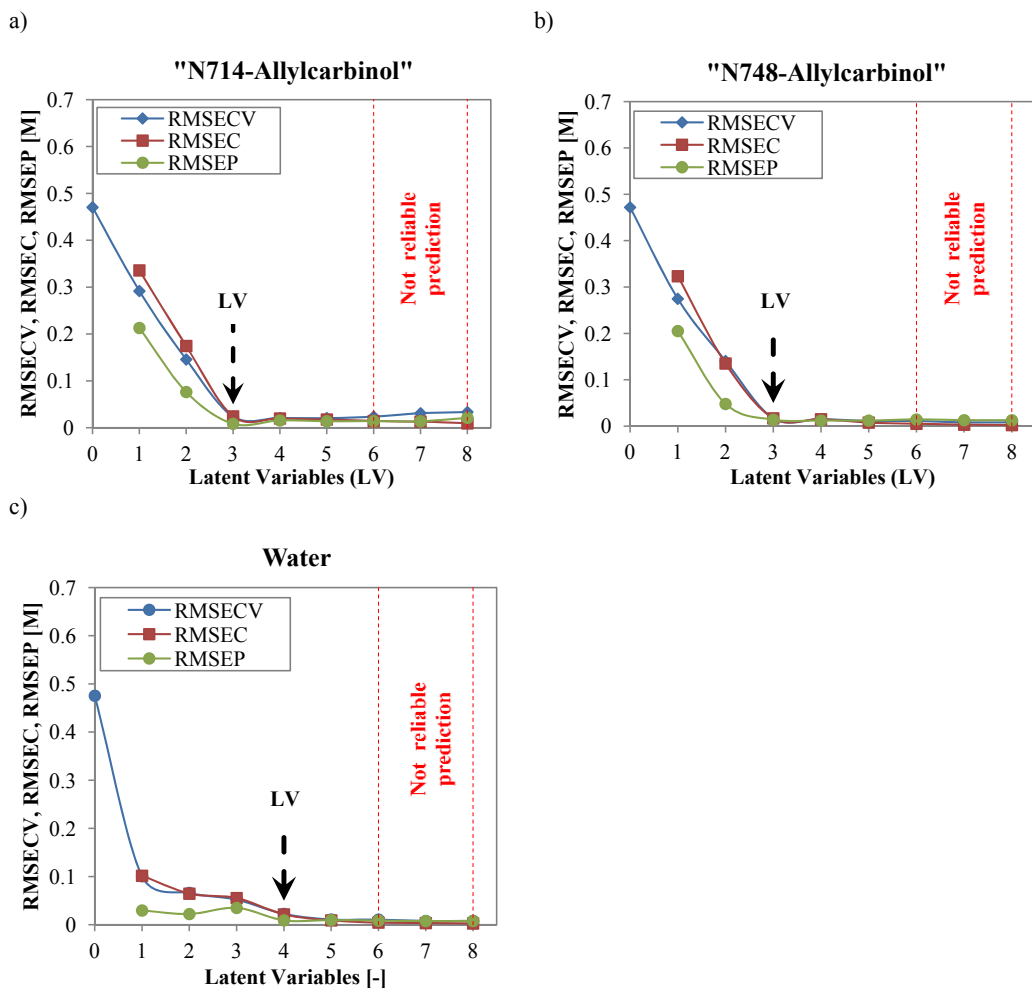 a)
"N714-Allylcarbinol"
RMSECV, RMSEC, RMSEP [M]
0.7
0.6
0.5
0.4
0.3
0.2
0.1
0
RMSECV
RMSEC
RMSEP
LV
Not reliable
prediction
0 1 2 3 4 5 6 7 8
Latent Variables (LV)
b)
"N748-Allylcarbinol"
RMSECV, RMSEC, RMSEP [M]
0.7
0.6
0.5
0.4
0.3
0.2
0.1
0
RMSECV
RMSEC
RMSEP
LV
Not reliable
prediction
0 1 2 3 4 5 6 7 8
Latent Variables (LV)
c)
Water
RMSECV, RMSEC, RMSEP [M]
0.7
0.6
0.5
0.4
0.3
0.2
0.1
0
RMSECV
RMSEC
RMSEP
LV
Not reliable
prediction
0 1 2 3 4 5 6 7 8
Latent Variables [-]